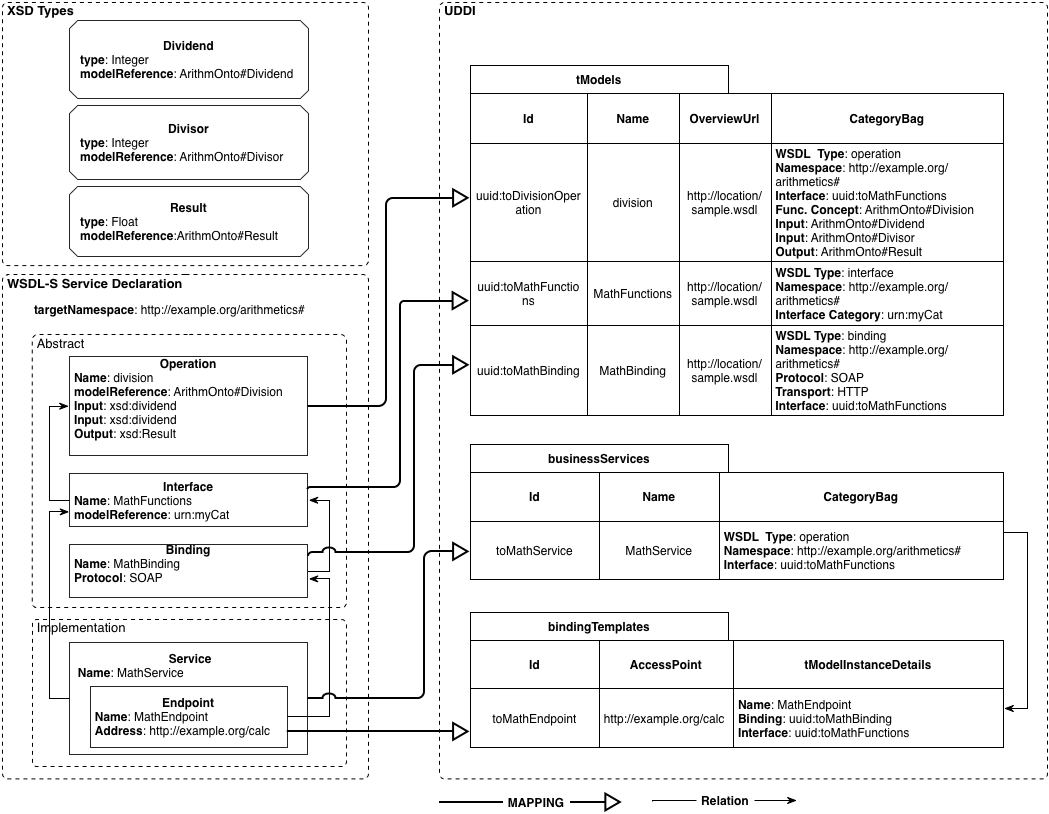 XSD Types
Dividend
type: Integer
modelReference: ArithmOnto#Dividend
Divisor
type: Integer
modelReference: ArithmOnto#Divisor
Result
type: Float
modelReference:ArithmOnto#Result
WSDL-S Service Declaration
targetNamespace: http://example.org/arithmetics#
Abstract
Operation
Name: division
modelReference: ArithmOnto#Division
Input: xsd:dividend
Input: xsd:dividend
Output: xsd:Result
Interface
Name: MathFunctions
modelReference: urn:myCat
Binding
Name: MathBinding
Protocol: SOAP
Implementation
Service
Name: MathService
Endpoint
Name: MathEndpoint
Address: http://example.org/calc
UDDI
tModels
Id
Name
OverviewUrl
CategoryBag
uuid:toDivisionOper
ation
division
http://location/
sample.wsdl
WSDL  Type: operation
Namespace: http://example.org/
arithmetics#
Interface: uuid:toMathFunctions
Func. Concept: ArithmOnto#Division
Input: ArithmOnto#Dividend
Input: ArithmOnto#Divisor
Output: ArithmOnto#Result
uuid:toMathFunctio
ns
MathFunctions
http://location/
sample.wsdl
WSDL Type: interface
Namespace: http://example.org/
arithmetics#
Interface Category: urn:myCat
uuid:toMathBinding
MathBinding
http://location/
sample.wsdl
WSDL Type: binding
Namespace: http://example.org/
arithmetics#
Protocol: SOAP
Transport: HTTP
Interface: uuid:toMathFunctions
businessServices
Id
Name
CategoryBag
toMathService
MathService
WSDL  Type: operation
Namespace: http://example.org/arithmetics#
Interface: uuid:toMathFunctions
bindingTemplates
Id
AccessPoint
tModelInstanceDetails
toMathEndpoint
http://example.org/calc
Name: MathEndpoint
Binding: uuid:toMathBinding
Interface: uuid:toMathFunctions
MAPPING
Relation